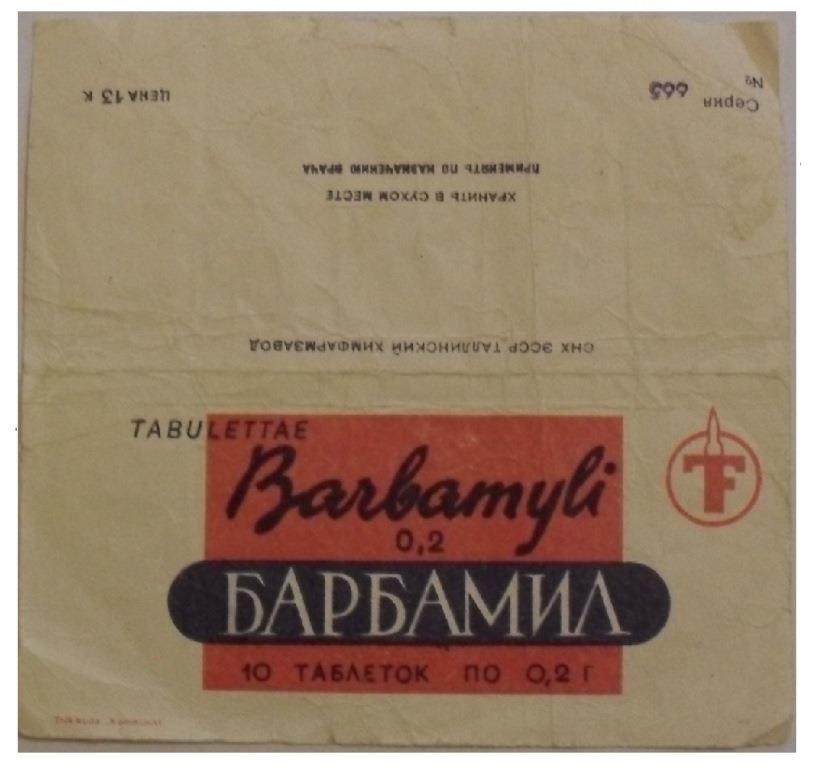 СНХ ЭССР ТАЛЛИНСКИЙ ХИМФАРМЗАВОД
ХРАНИТЬ В СУХОМ МЕСТЕ
ПРИМЕНЯТЬ ПО НАЗНАЧЕНИЮ ВРАЧА
Серия
№
ЦЕНА 13 К
TABULETTAE
Barbamyli
0,2
БАРБАМИЛ
10 ТАБЛЕТОК ПО 0,2 Г
TF